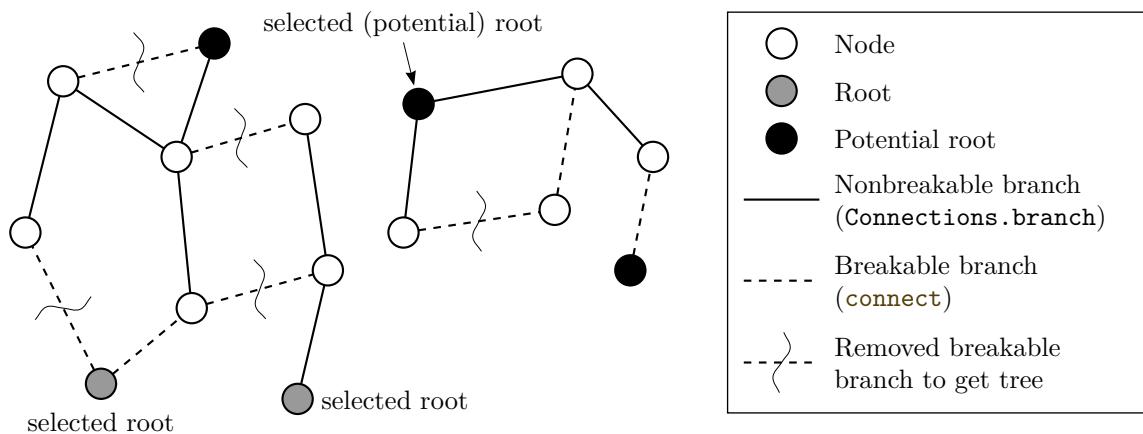 selected (potential) root
selected root
selected root
Node
Root
Potential root
Nonbreakable branch
(Connections.branch)
Breakable branch
(connect)
Removed breakable
branch to get tree